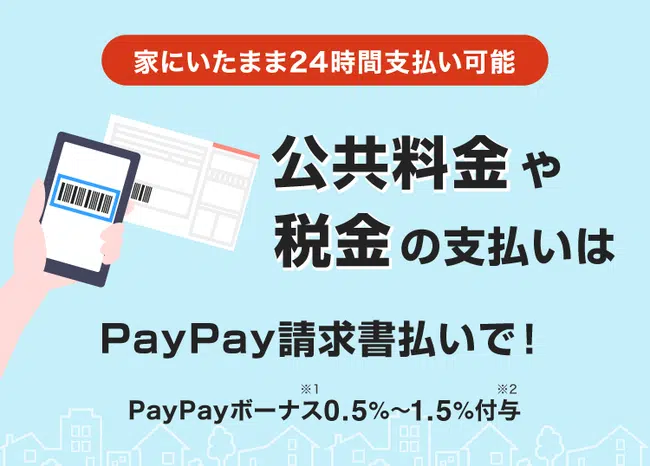 家にいたまま24時間支払い可能
公共料金や
税金の支払いは
PayPay請求書払いで!
※1 ※2
PayPayボーナス0.5%〜1.5%付与